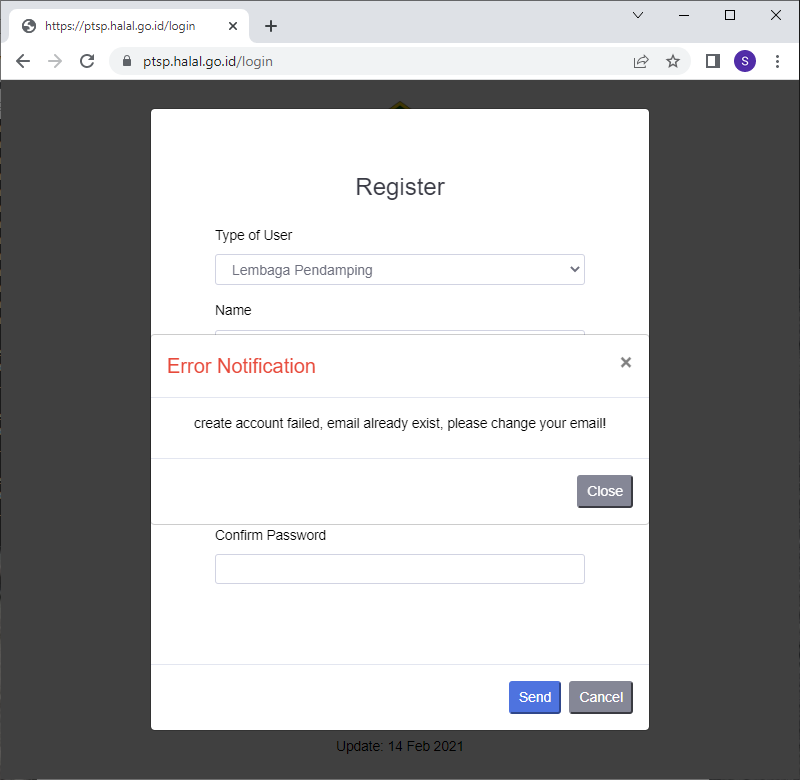 https://ptsp.halal.go.id/login
ptsp.halal.go.id/login
S
Register
Type of User
Lembaga Pendamping
Name
Error Notification
×
create account failed, email already exist, please change your email!
Close
Confirm Password
Send Cancel
Update: 14 Feb 2021